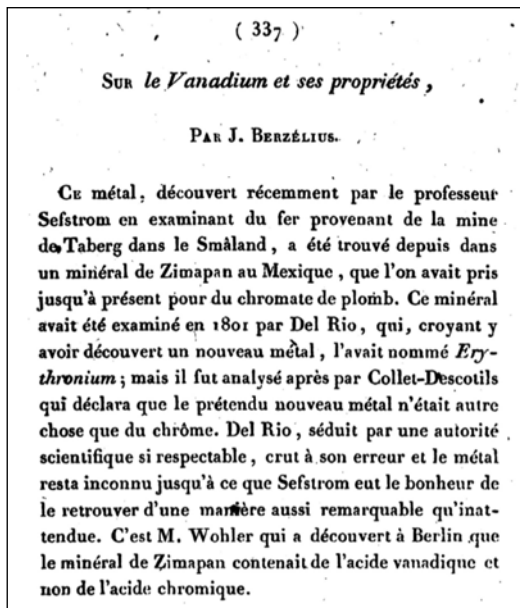 ( 337 )
SUR le Vanadium et ses propriétés,
PAR J. BERZÉLIUS.
CE métal, découvert récemment par le professeur
Sefstrom en examinant du fer provenant de la mine
de Taberg dans le Smâland, a été trouvé depuis dans
un minéral de Zimapan au Mexique, que l'on avait pris
jusqu'à présent pour du chromate de plomb. Ce minéral
avait été examiné en 1801 par Del Rio, qui, croyant y
avoir découvert un nouveau métal, l'avait nommé Ery-
thronium; mais il fut analysé après par Collet-Descotils
qui déclara que le prétendu nouveau métal n'était autre
chose que du chrôme. Del Rio, séduit par une autorité
scientifique si respectable, crut à son erreur et le métal
resta inconnu jusqu'à ce que Sefstrom eut le bonheur de
le retrouver d'une manière aussi remarquable qu'inat-
tendue. C'est M. Wohler qui a découvert à Berlin que
le minéral de Zimapan contenait de l'acide vanadique et
non de l'acide chromique.